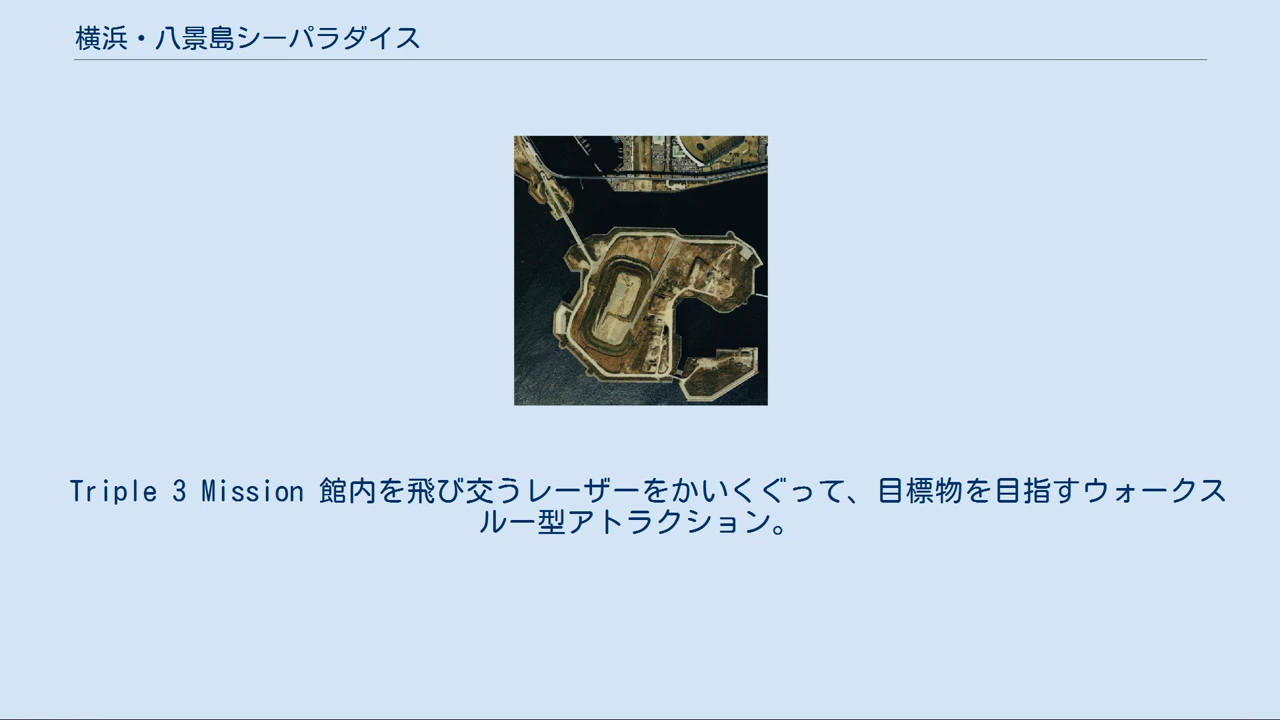 横浜・八景島シーパラダイス
Triple 3 Mission 館内を飛び交うレーザーをかいくぐって、目標物を目指すウォークス
ルー型アトラクション。